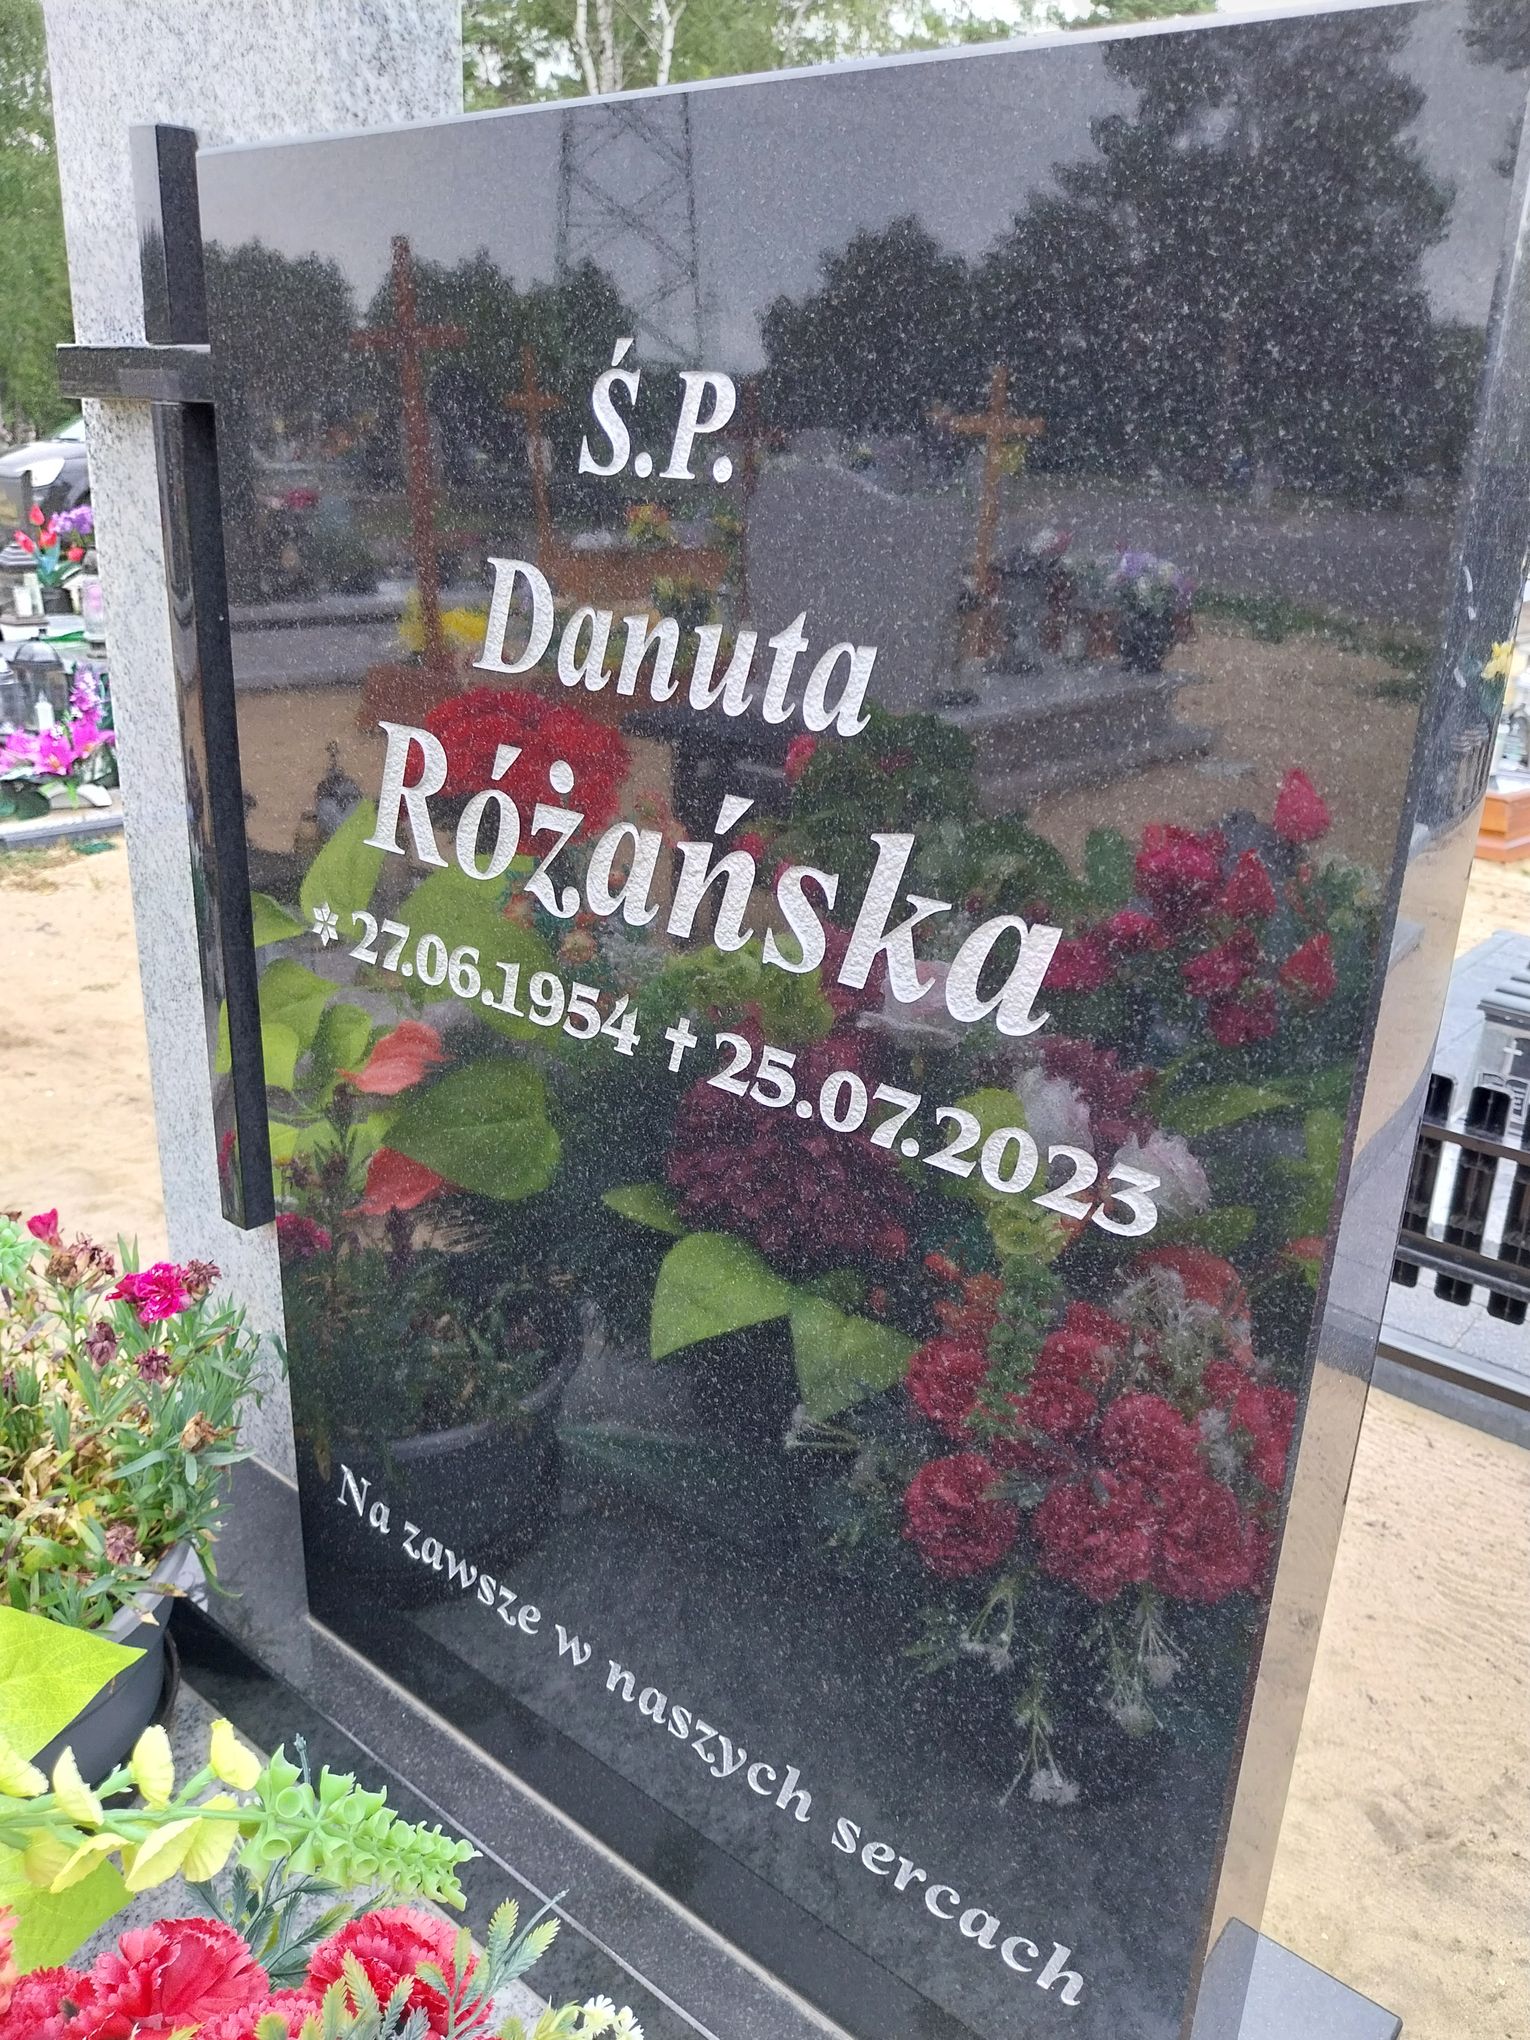 Ś.P.
Danuta
Różańska
* 27.06.1954 ✝ 25.07.2023
Na zawsze w naszych sercach